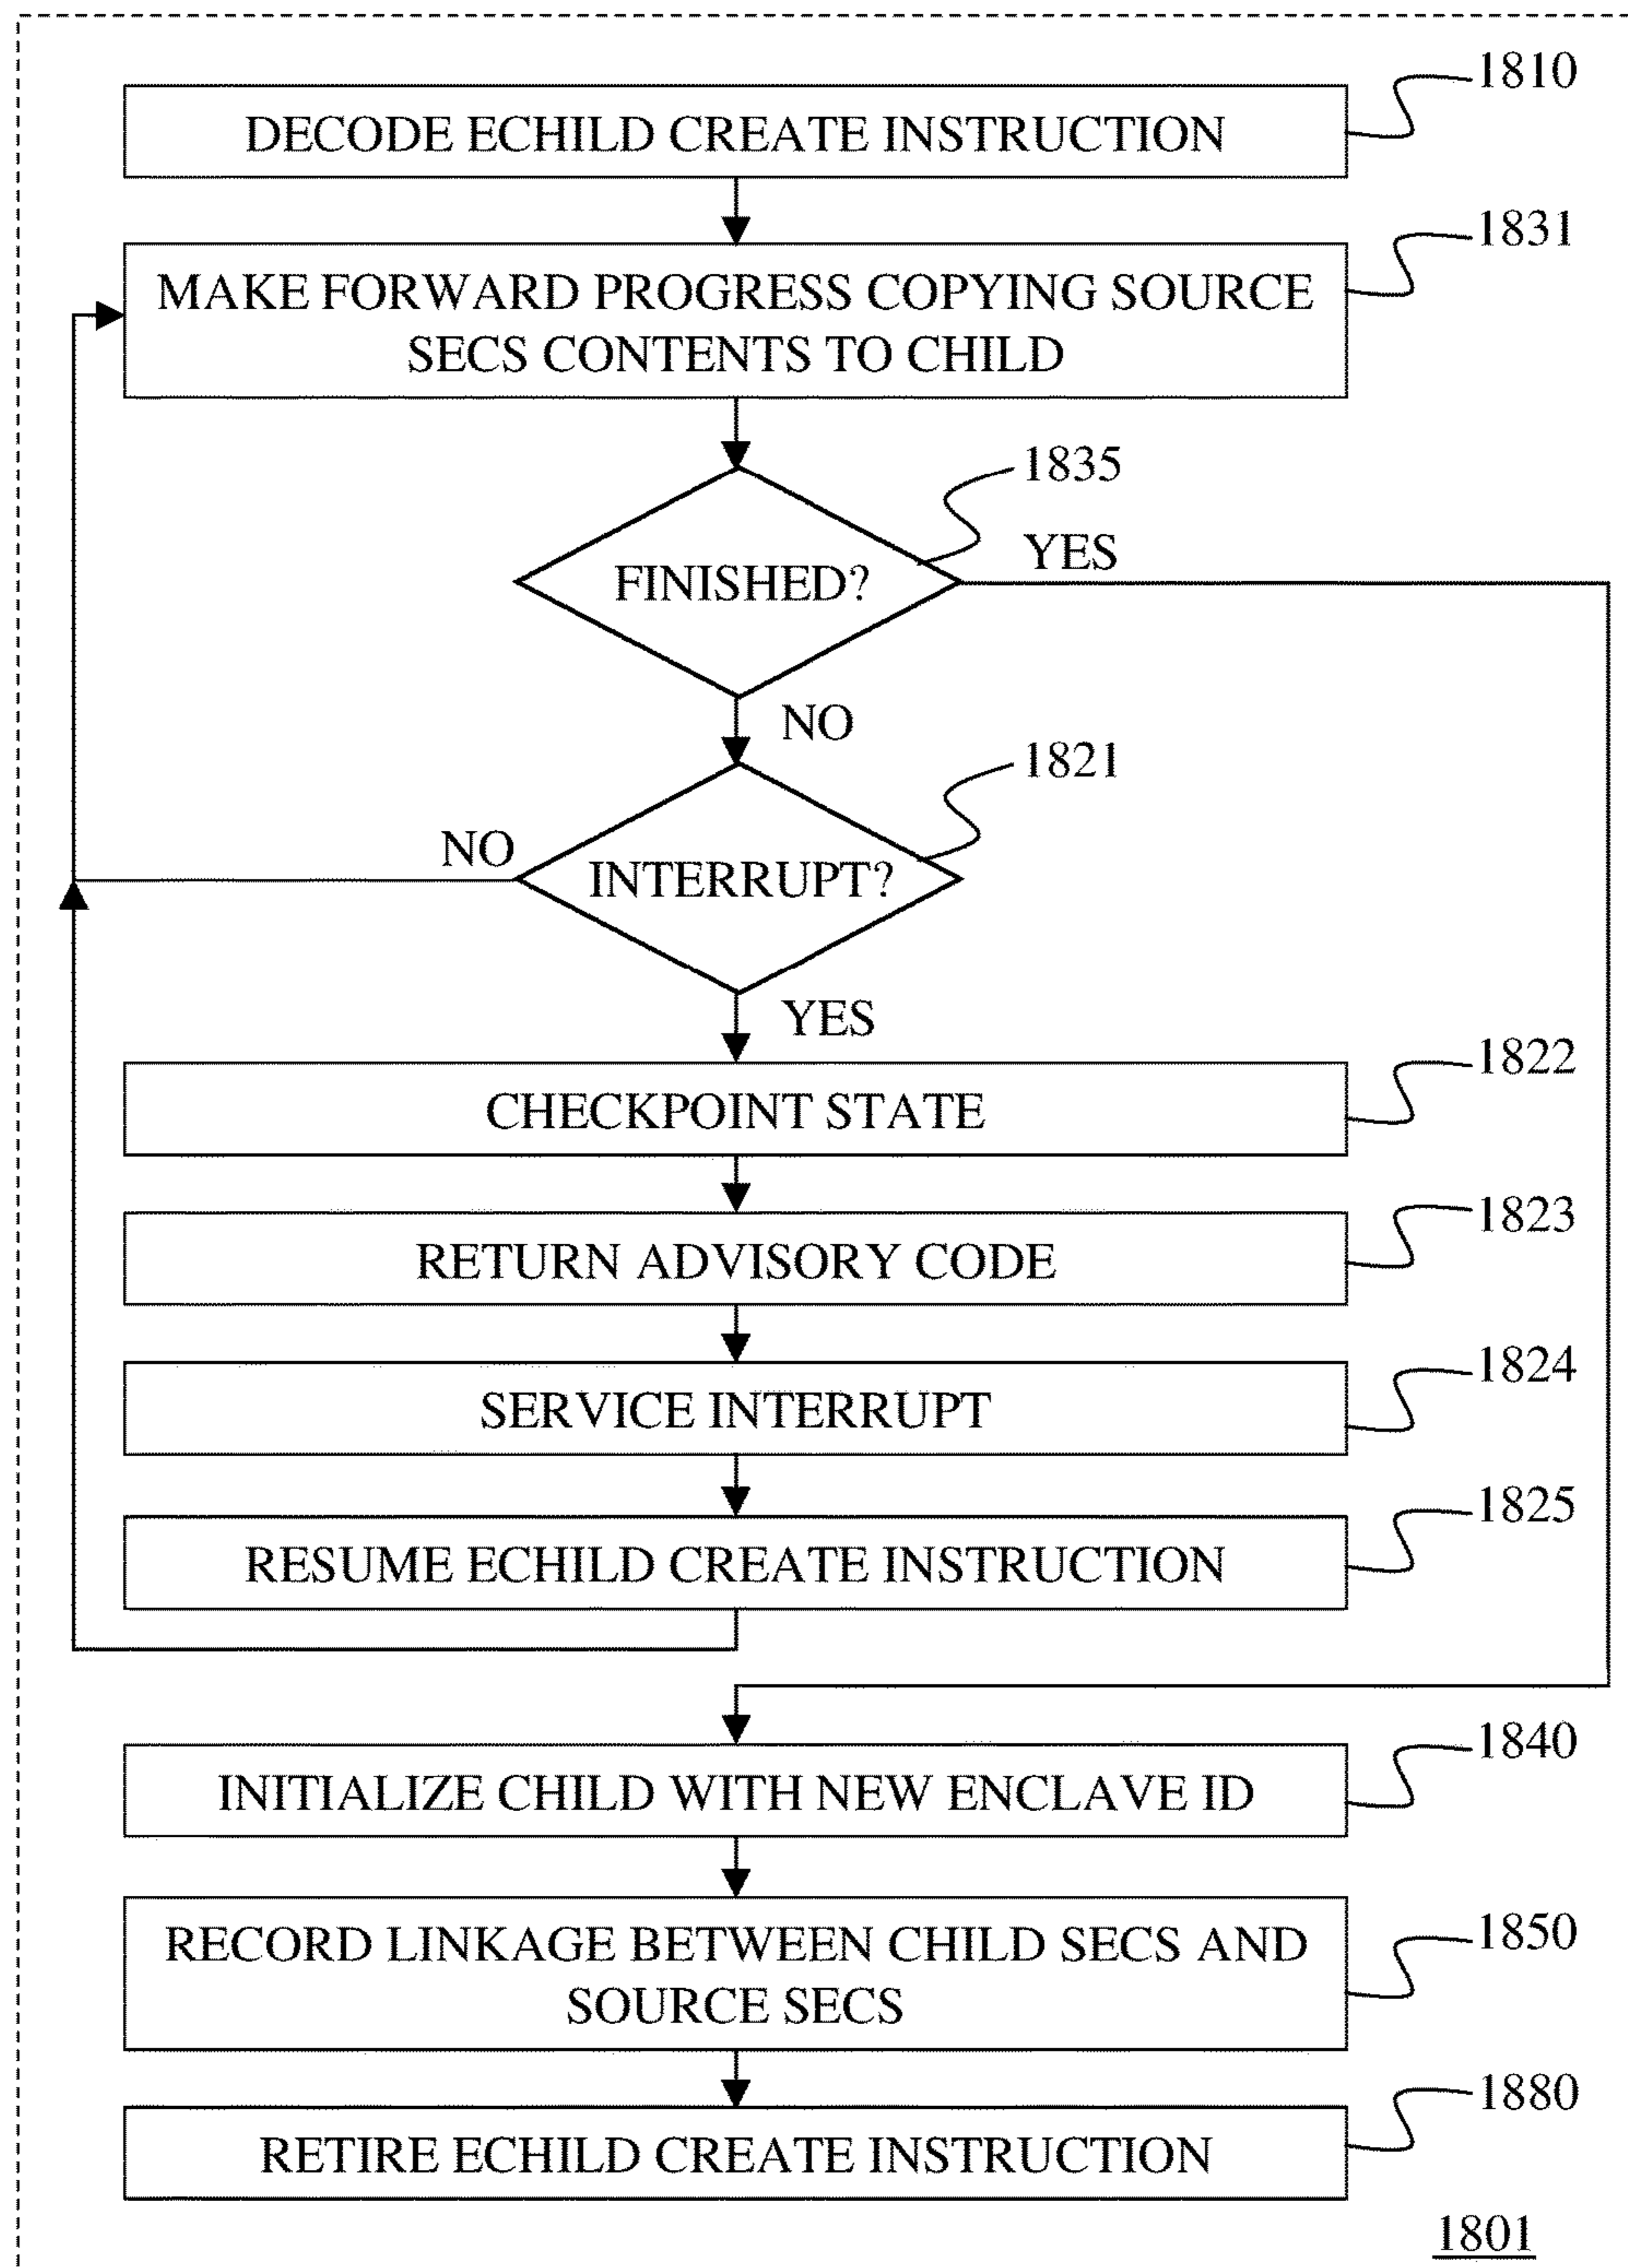 1810
DECODE ECHILD CREATE INSTRUCTION
1831
MAKE FORWARD PROGRESS COPYING SOURCE
SECS CONTENTS TO CHILD
1835
YES
FINISHED?
NO
1821
NO
INTERRUPT?
YES
1822
CHECKPOINT STATE
1823
RETURN ADVISORY CODE
1824
SERVICE INTERRUPT
1825
RESUME ECHILD CREATE INSTRUCTION
1840
INITIALIZE CHILD WITH NEW ENCLAVE ID
1850
RECORD LINKAGE BETWEEN CHILD SECS AND
SOURCE SECS
1880
RETIRE ECHILD CREATE INSTRUCTION
1801